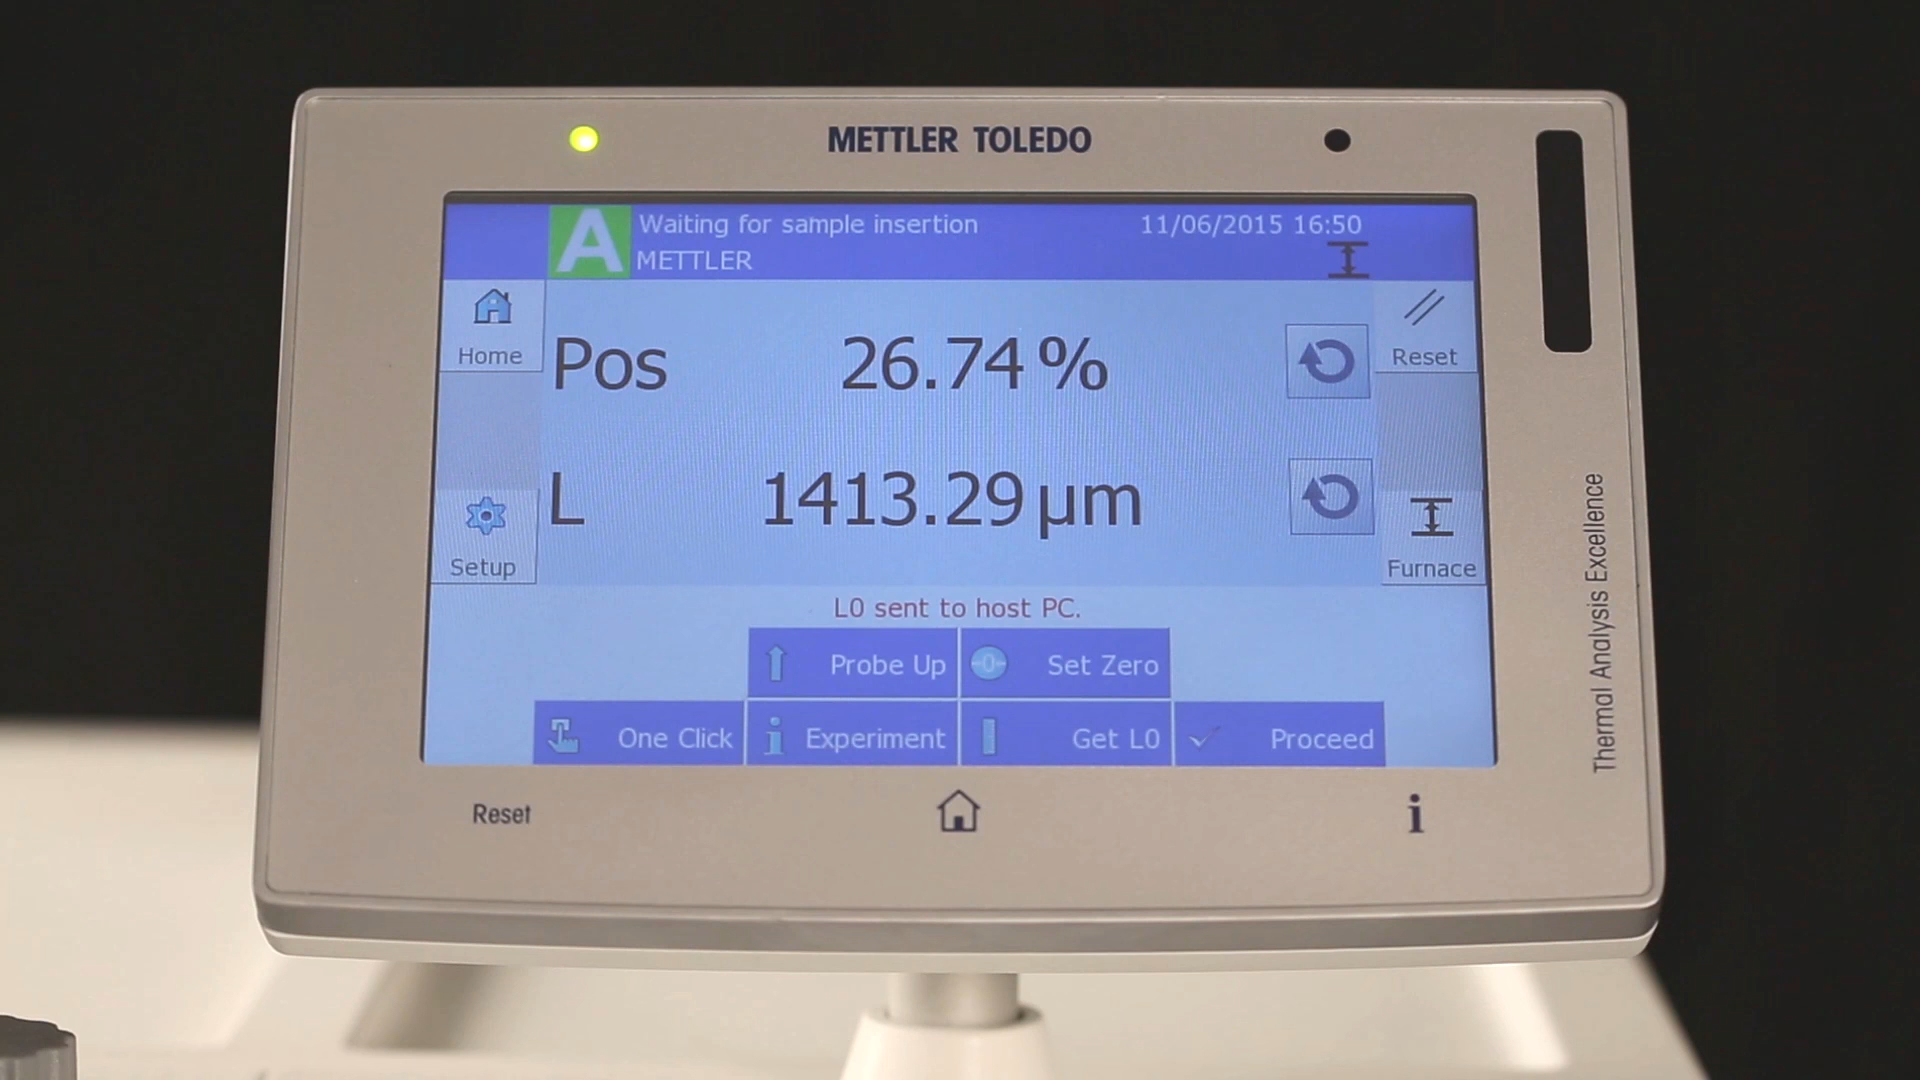 METTLER TOLEDO
A
Waiting for sample insertion
11/06/2015 16:50
METTLER
Home
Pos 26.74 %
Reset
L 1413.29 µm
Setup
Furnace
L0 sent to host PC.
Probe Up
Set Zero
One Click
Experiment
Get L0
Proceed
Reset
i
Thermal Analysis Excellence